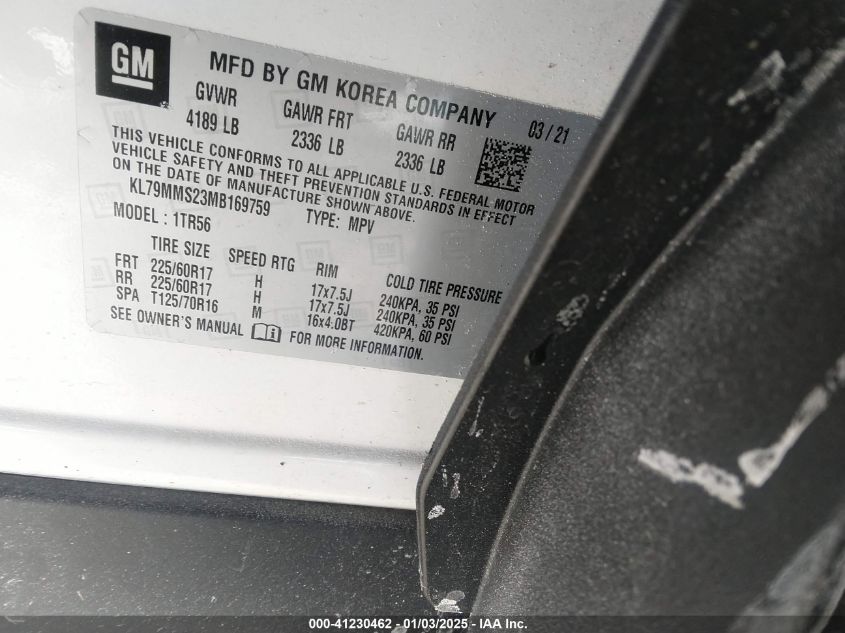 GM
MFD BY GM KOREA COMPANY 03/21
GVWR GAWR FRT GAWR RR
4189 LB 2336 LB 2336 LB
THIS VEHICLE CONFORMS TO ALL APPLICABLE U.S. FEDERAL MOTOR
VEHICLE SAFETY AND THEFT PREVENTION STANDARDS IN EFFECT
ON THE DATE OF MANUFACTURE SHOWN ABOVE.
KL79MMS23MB169759 TYPE: MPV
MODEL: 1TR56
TIRE SIZE SPEED RTG RIM COLD TIRE PRESSURE
FRT 225/60R17 H 17x7.5J 240KPA, 35 PSI
RR 225/60R17 H 17x7.5J 240KPA, 35 PSI
SPA T125/70R16 M 16x4.0BT 420KPA, 60 PSI
SEE OWNER'S MANUAL FOR MORE INFORMATION.
000-41230462 - 01/03/2025 - IAA Inc.